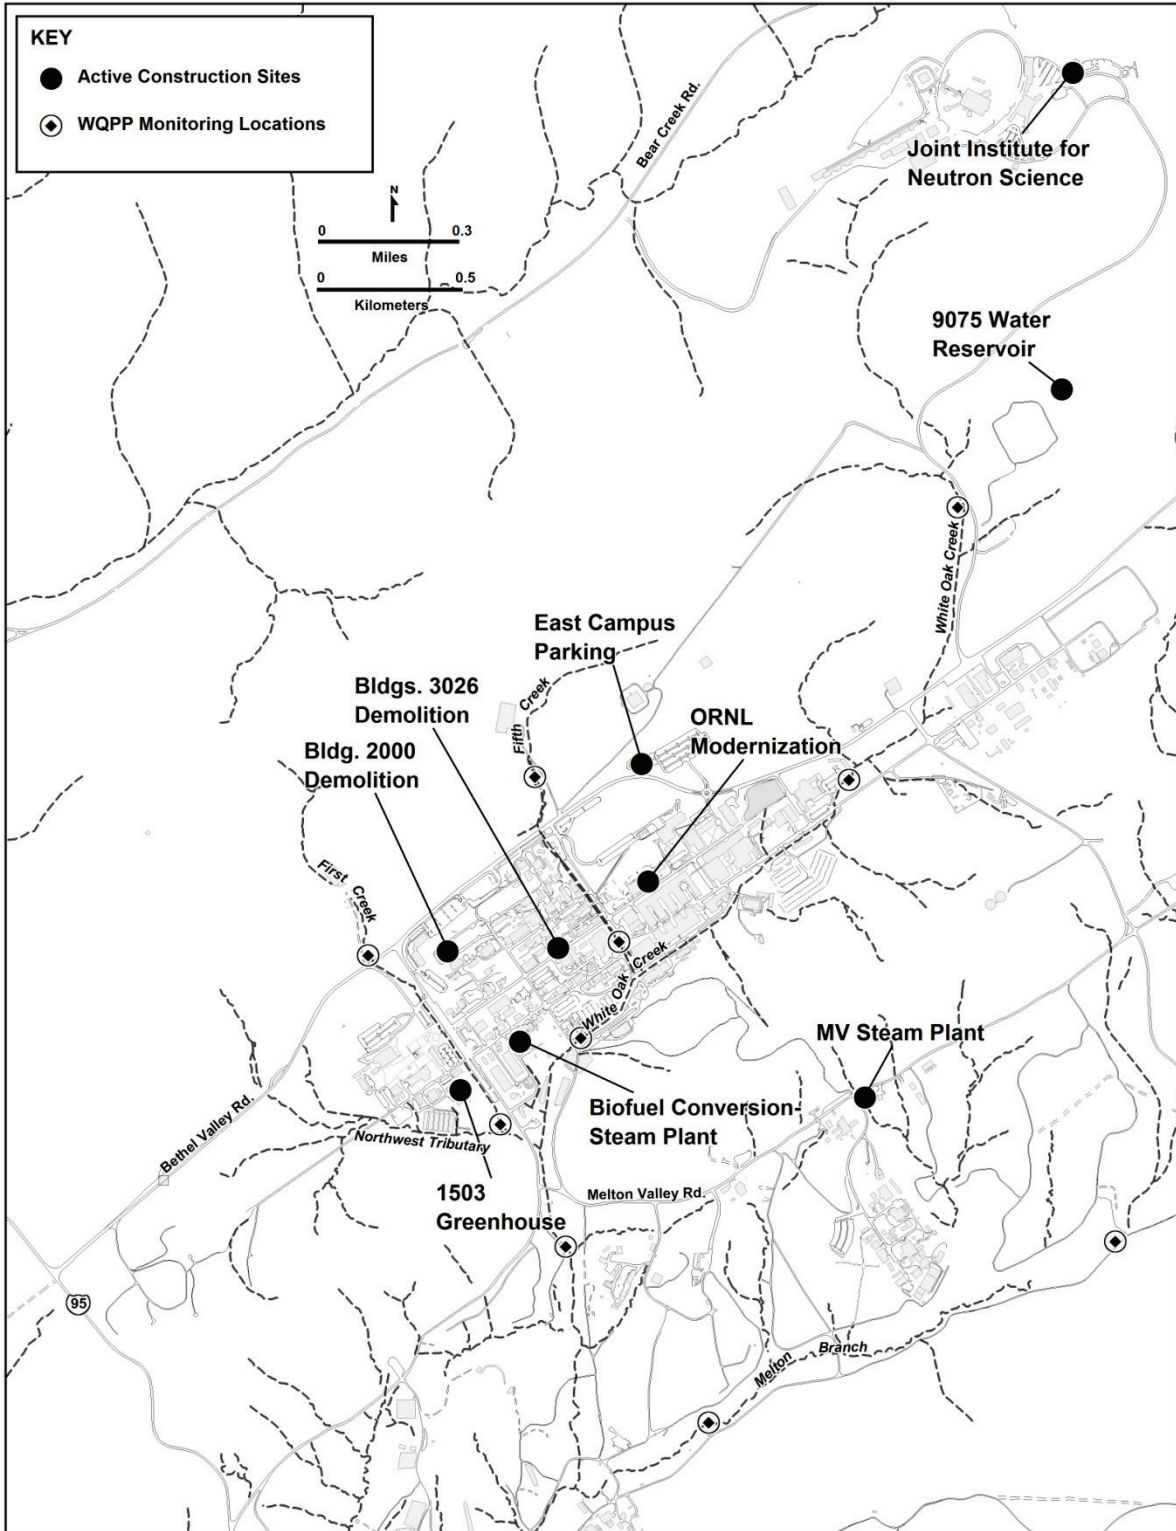 KEY
Active Construction Sites
WQPP Monitoring Locations
Bear Creek Rd.
Joint Institute for
Neutron Science
N
0 0.3
Miles
0 0.5
Kilometers
9075 Water
Reservoir
White Oak Creek
East Campus
Parking
Fifth Creek
Bldgs. 3026
Demolition
ORNL
Modernization
Bldg. 2000
Demolition
First Creek
White Oak Creek
MV Steam Plant
Biofuel Conversion-
Steam Plant
Bethel Valley Rd.
Northwest Tributary
1503
Greenhouse
Melton Valley Rd.
95
Melton Branch